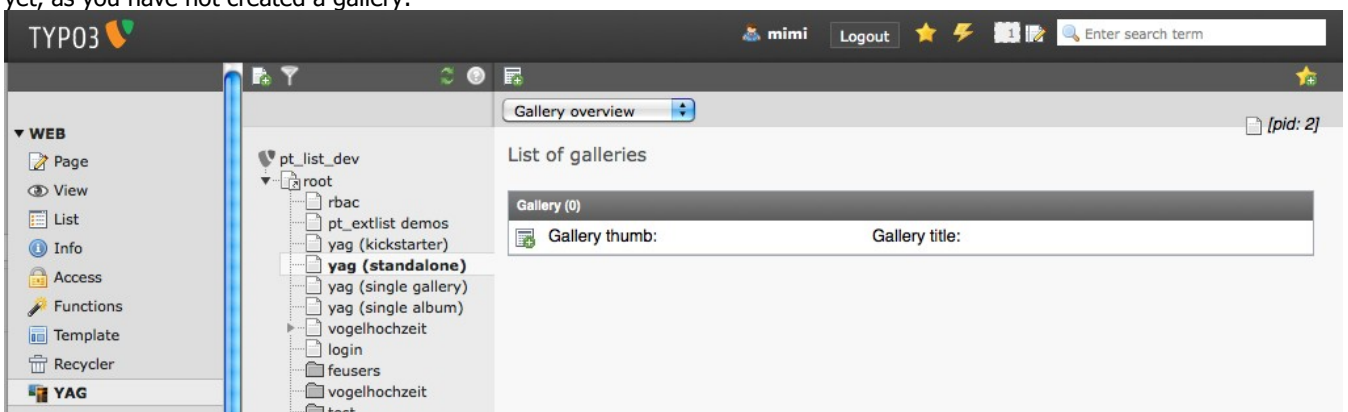 yet, as you have not created a gallery.
TYPO3
mimi
Logout
1
Enter search term
Gallery overview
[pid: 2]
WEB
Page
View
List
Info
Access
Functions
Template
Recycler
YAG
pt_list_dev
root
rbac
pt_extlist demos
yag (kickstarter)
yag (standalone)
yag (single gallery)
yag (single album)
vogelhochzeit
login
feusers
vogelhochzeit
test
List of galleries
Gallery (0)
Gallery thumb: Gallery title: